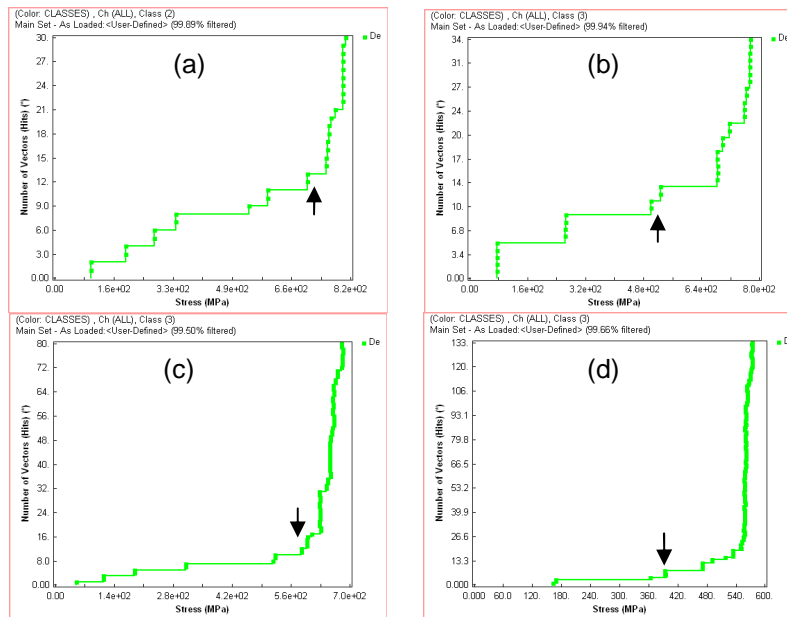 (Color: CLASSES) , Ch (ALL), Class (2)
Main Set - As Loaded:<User-Defined> (99.89% filtered)
De
(a)
Number of Vectors (Hits) (*)
30.
27.
24.
21.
18.
15.
12.
9.0
6.0
3.0
0.00
0.00 1.6e+02 3.3e+02 4.9e+02 6.6e+02 8.2e+02
Stress (MPa)
(Color: CLASSES) , Ch (ALL), Class (3)
Main Set - As Loaded:<User-Defined> (99.94% filtered)
De
(b)
Number of Vectors (Hits) (*)
34.
31.
27.
24.
20.
17.
14.
10.
6.8
3.4
0.00
0.00 1.6e+02 3.2e+02 4.8e+02 6.4e+02 8.0e+02
Stress (MPa)
(Color: CLASSES) , Ch (ALL), Class (3)
Main Set - As Loaded:<User-Defined> (99.50% filtered)
De
(c)
Number of Vectors (Hits) (*)
80.
72.
64.
56.
48.
40.
32.
24.
16.
8.0
0.00
0.00 1.4e+02 2.8e+02 4.2e+02 5.6e+02 7.0e+02
Stress (MPa)
(Color: CLASSES) , Ch (ALL), Class (3)
Main Set - As Loaded:<User-Defined> (99.66% filtered)
De
(d)
Number of Vectors (Hits) (*)
133.
120.
106.
93.1
79.8
66.5
53.2
39.9
26.6
13.3
0.000
0.000 60.0 120. 180. 240. 300. 360. 420. 480. 540. 600.
Stress (MPa)